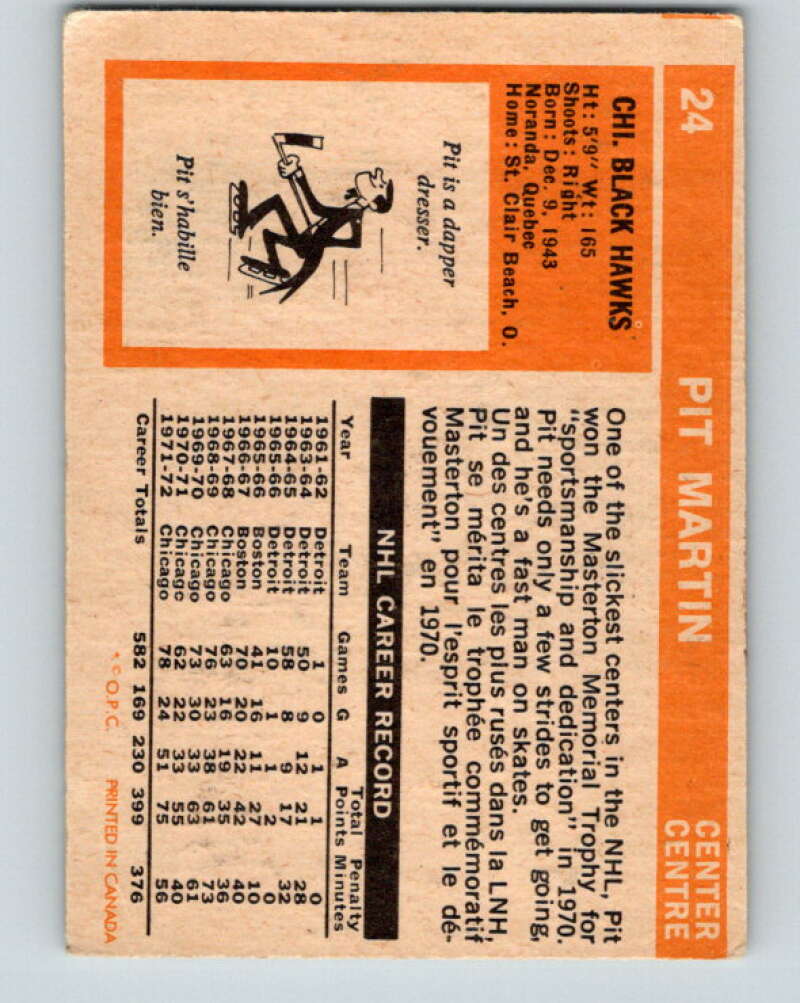 24
PIT MARTIN
CENTER
CENTRE
CHI. BLACK HAWKS
Ht: 5'9" Wt: 165
Shoots: Right
Born: Dec. 9, 1943
Noranda, Quebec
Home: St. Clair Beach, O.
Pit is a dapper
dresser.
Pit s'habille
bien.
One of the slickest centers in the NHL, Pit
won the Masterton Memorial Trophy for
"sportsmanship and dedication" in 1970.
Pit needs only a few strides to get going,
and he's a fast man on skates.
Un des centres les plus rusés dans la LNH,
Pit se mérita le trophée commémoratif
Masterton pour l'esprit sportif et le dé-
vouement" en 1970.
NHL CAREER RECORD
Total Penalty
Year Team Games G A Points Minutes
1961-62 Detroit 1 0 1 1 0
1963-64 Detroit 50 9 12 21 28
1964-65 Detroit 58 8 9 17 32
1965-66 Detroit 10 1 1 2 0
1965-66 Boston 41 16 11 27 10
1966-67 Boston 70 20 22 42 40
1967-68 Chicago 63 16 19 35 36
1968-69 Chicago 76 23 38 61 73
1969-70 Chicago 73 30 33 63 61
1970-71 Chicago 62 22 33 55 40
1971-72 Chicago 78 24 51 75 56
Career Totals 582 169 230 399 376
* © O.P.C. PRINTED IN CANADA